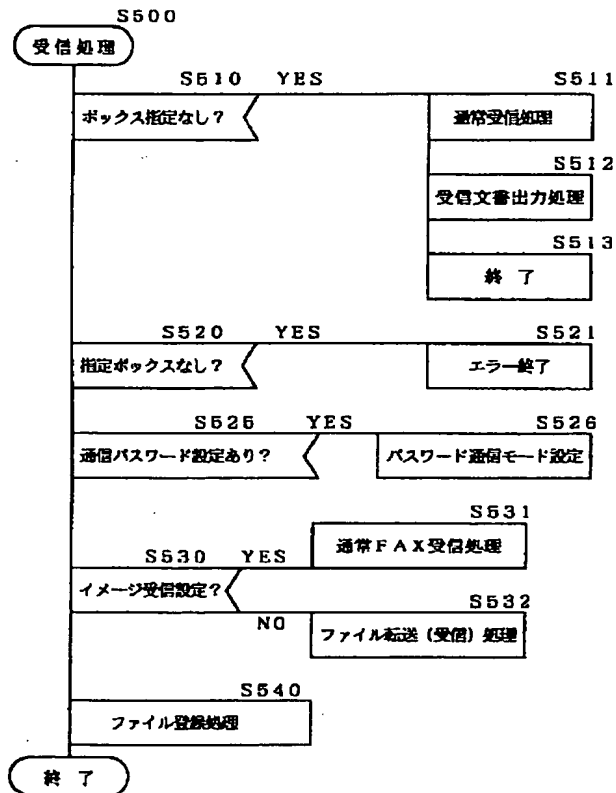 S500
受信処理
S510 YES S511
ボックス指定なし? 通常受信処理
S512
受信文書出力処理
S513
終了
S520 YES S521
指定ボックスなし? エラー終了
S525 YES S526
通信パスワード設定あり? パスワード通信モード設定
S531
通常FAX受信処理
S530 YES
イメージ受信設定?
S532
NO ファイル転送(受信)処理
S540
ファイル登録処理
終了